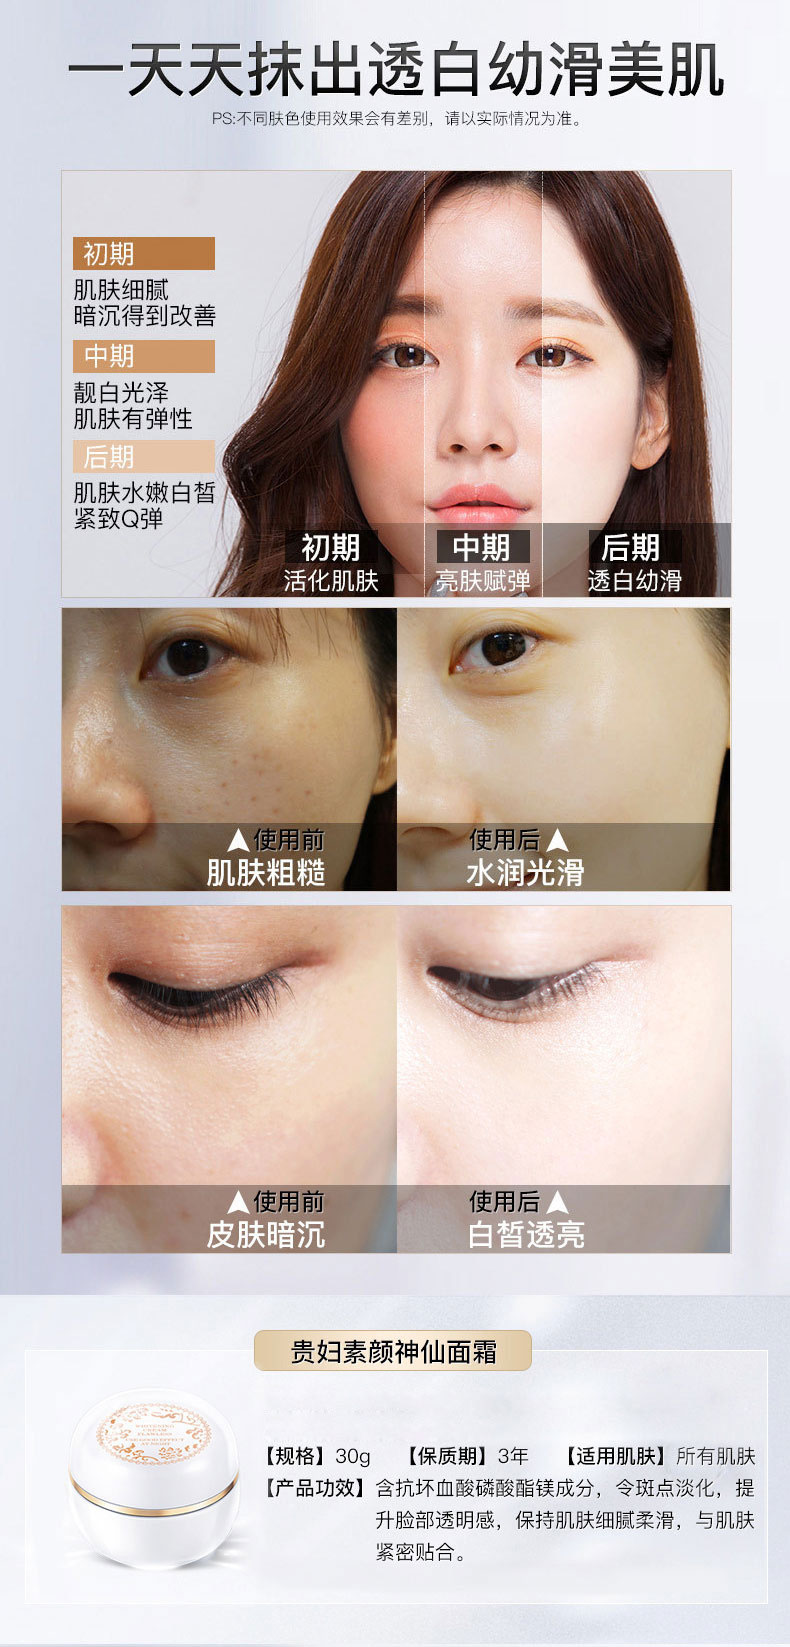 一天天抹出透白幼滑美肌
PS:不同肤色使用效果会有差别，请以实际情况为准。
初期
肌肤细腻
暗沉得到改善
中期
靓白光泽
肌肤有弹性
后期
肌肤水嫩白皙
紧致Q弹
初期
活化肌肤
中期
亮肤赋弹
后期
透白幼滑
使用前
肌肤粗糙
使用后
水润光滑
使用前
皮肤暗沉
使用后
白皙透亮
贵妇素颜神仙面霜
【规格】30g 【保质期】3年 【适用肌肤】所有肌肤
【产品功效】含抗坏血酸磷酸酯镁成分，令斑点淡化，提
升脸部透明感，保持肌肤细腻柔滑，与肌肤
紧密贴合。